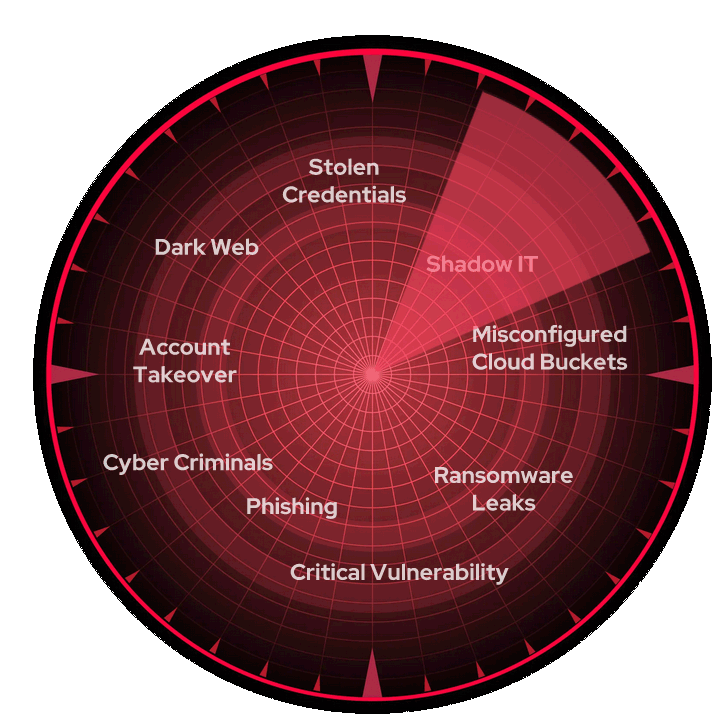 Stolen
Credentials
Dark Web
Shadow IT
Misconfigured
Cloud Buckets
Account
Takeover
Cyber Criminals
Ransomware
Leaks
Phishing
Critical Vulnerability